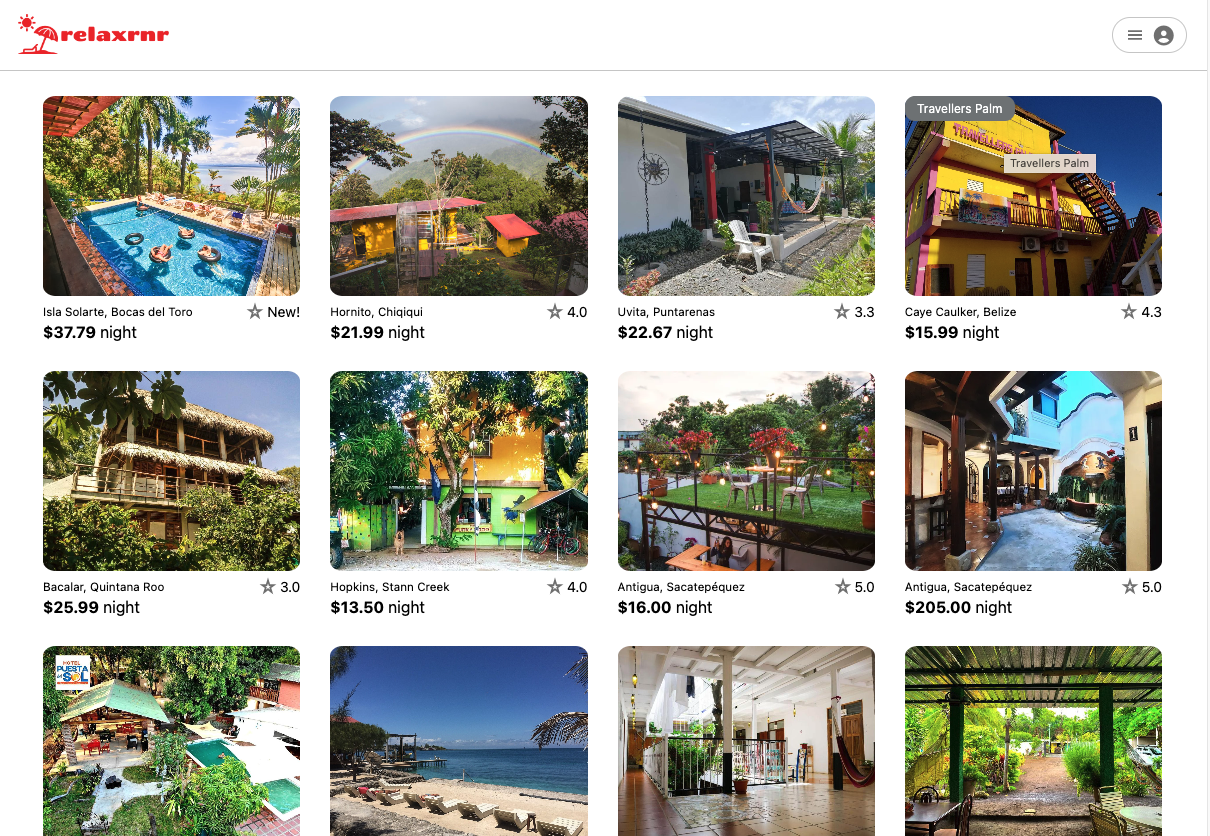 relaxrnr
Travellers Palm
TRAVELLERS
Travellers Palm
Isla Solarte, Bocas del Toro New!
$37.79 night
Hornito, Chiqiqui 4.0
$21.99 night
Uvita, Puntarenas 3.3
$22.67 night
Caye Caulker, Belize 4.3
$15.99 night
1
Bacalar, Quintana Roo 3.0
$25.99 night
Hopkins, Stann Creek 4.0
$13.50 night
Antigua, Sacatepéquez 5.0
$16.00 night
Antigua, Sacatepéquez 5.0
$205.00 night
HOTEL
PUESTA
del SOL